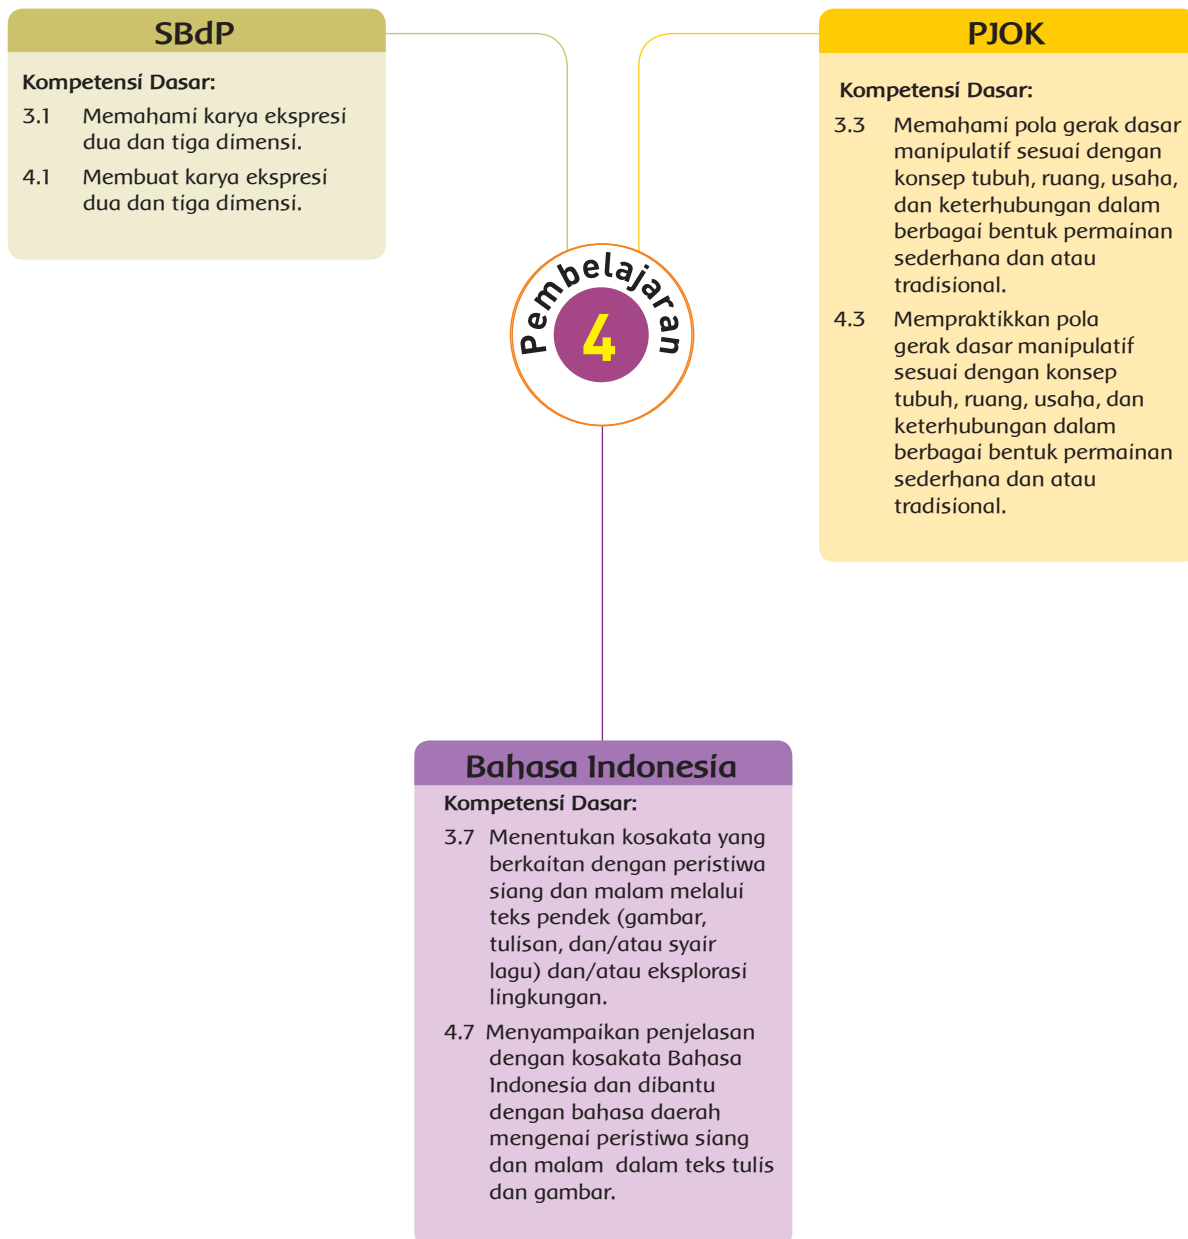 SBdP
Kompetensi Dasar:
3.1 Memahami karya ekspresi
dua dan tiga dimensi.
4.1 Membuat karya ekspresi
dua dan tiga dimensi.
PJOK
Kompetensi Dasar:
3.3 Memahami pola gerak dasar
manipulatif sesuai dengan
konsep tubuh, ruang, usaha,
dan keterhubungan dalam
berbagai bentuk permainan
sederhana dan atau
tradisional.
4.3 Mempraktikkan pola
gerak dasar manipulatif
sesuai dengan konsep
tubuh, ruang, usaha, dan
keterhubungan dalam
berbagai bentuk permainan
sederhana dan atau
tradisional.
Pembelajaran
4
Bahasa Indonesia
Kompetensi Dasar:
3.7 Menentukan kosakata yang
berkaitan dengan peristiwa
siang dan malam melalui
teks pendek (gambar,
tulisan, dan/atau syair
lagu) dan/atau eksplorasi
lingkungan.
4.7 Menyampaikan penjelasan
dengan kosakata Bahasa
Indonesia dan dibantu
dengan bahasa daerah
mengenai peristiwa siang
dan malam dalam teks tulis
dan gambar.